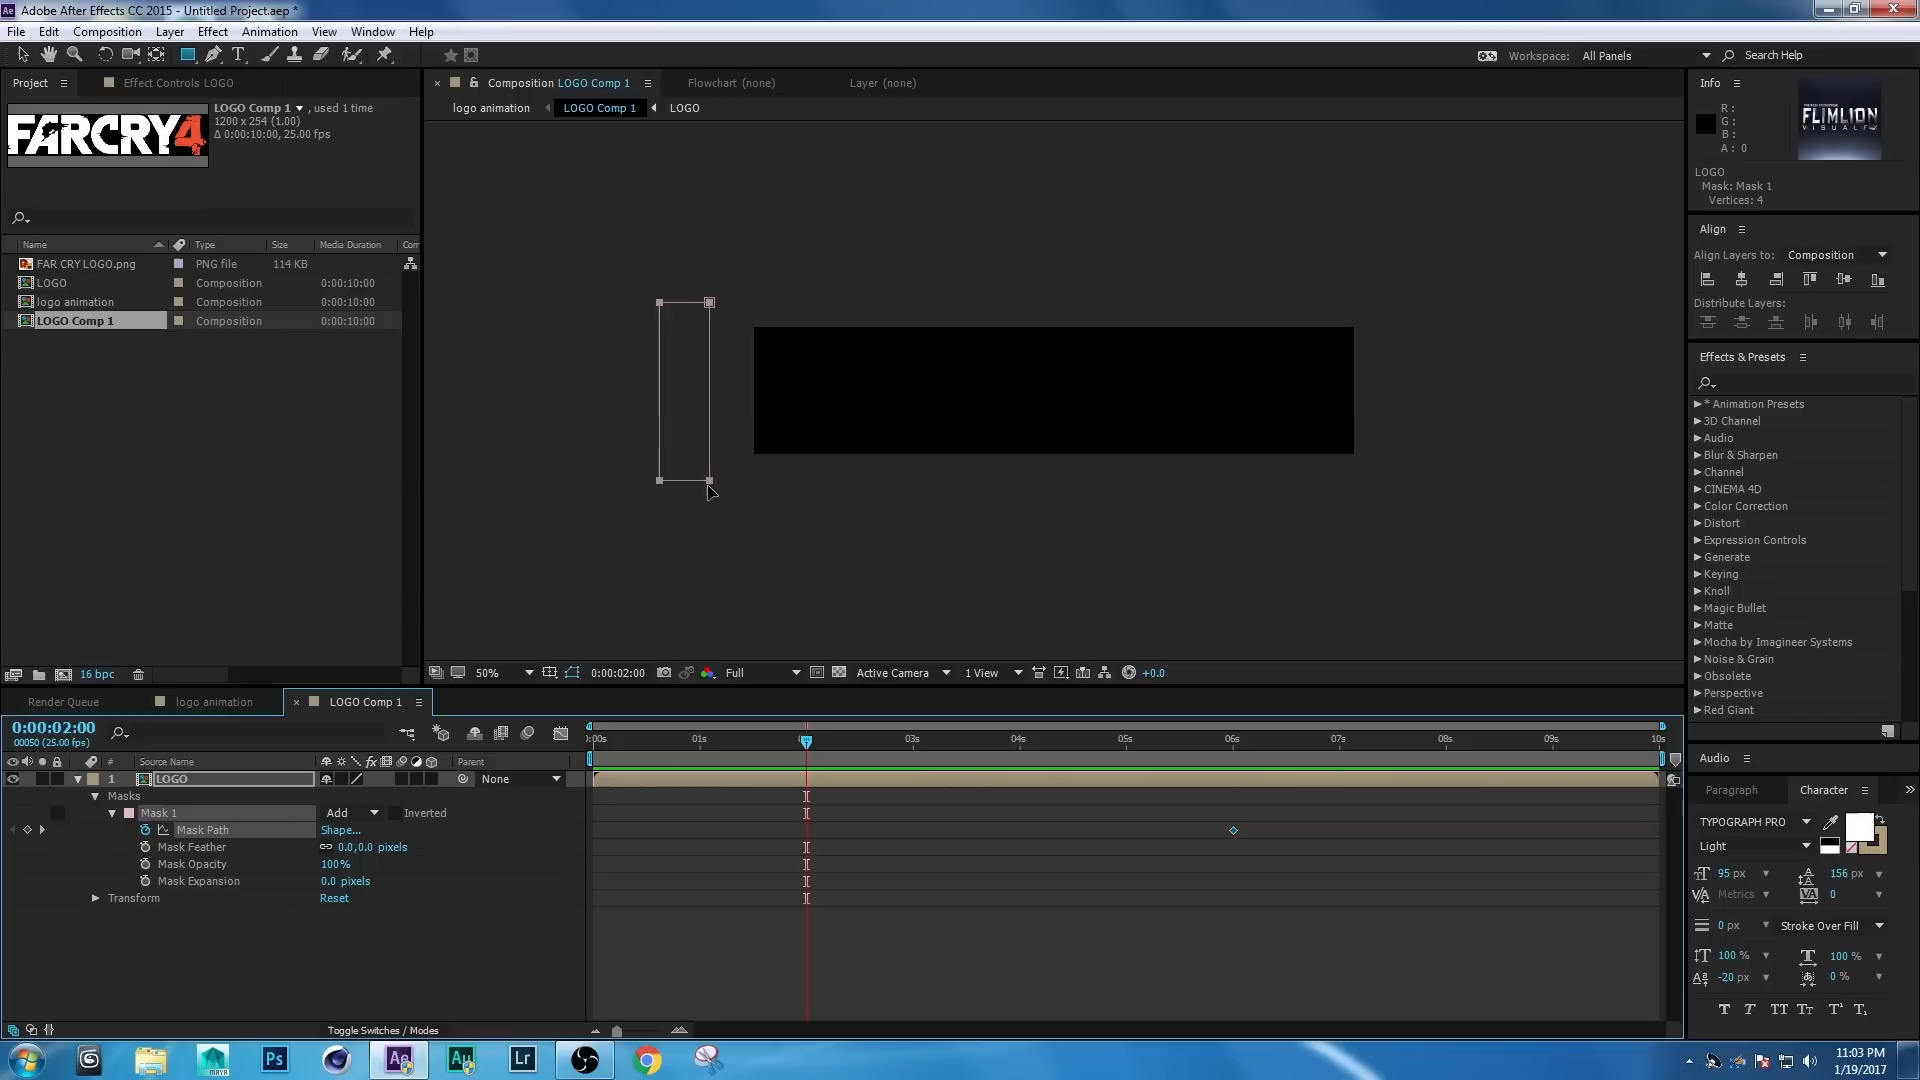 Adobe After Effects CC 2015 - Untitled Project.aep *
File Edit Composition Layer Effect Animation View Window Help
Workspace: All Panels Search Help
Project Effect Controls LOGO
Composition LOGO Comp 1 Flowchart (none) Layer (none)
logo animation LOGO Comp 1 LOGO
FARCRY4
LOGO Comp 1 , used 1 time
1200 x 254 (1.00)
Δ 0:00:10:00, 25.00 fps
Name Type Size Media Duration Com
FAR CRY LOGO.png PNG file 114 KB
LOGO Composition 0:00:10:00
logo animation Composition 0:00:10:00
LOGO Comp 1 Composition 0:00:10:00
16 bpc
50% 0:00:02:00 Full Active Camera 1 View +0.0
Info
R :
G :
B :
A : 0
FLIMLION
VISUALFX
LOGO
Mask: Mask 1
Vertices: 4
Align
Align Layers to: Composition
Distribute Layers:
Effects & Presets
* Animation Presets
3D Channel
Audio
Blur & Sharpen
Channel
CINEMA 4D
Color Correction
Distort
Expression Controls
Generate
Keying
Knoll
Magic Bullet
Matte
Mocha by Imagineer Systems
Noise & Grain
Obsolete
Perspective
Red Giant
Audio
Paragraph Character
TYPOGRAPH PRO
Light
95 px 156 px
Metrics 0
0 px Stroke Over Fill
100 % 100 %
-20 px 0 %
Render Queue logo animation LOGO Comp 1
0:00:02:00
00050 (25.00 fps)
:00s 01s 03s 04s 05s 06s 07s 08s 09s 10s
# Source Name Parent
1 LOGO None
Masks
Mask 1 Add Inverted
Mask Path Shape...
Mask Feather 0.0,0.0 pixels
Mask Opacity 100%
Mask Expansion 0.0 pixels
Transform Reset
Toggle Switches / Modes
MAYA Ps Ae Au Lr
11:03 PM
1/19/2017